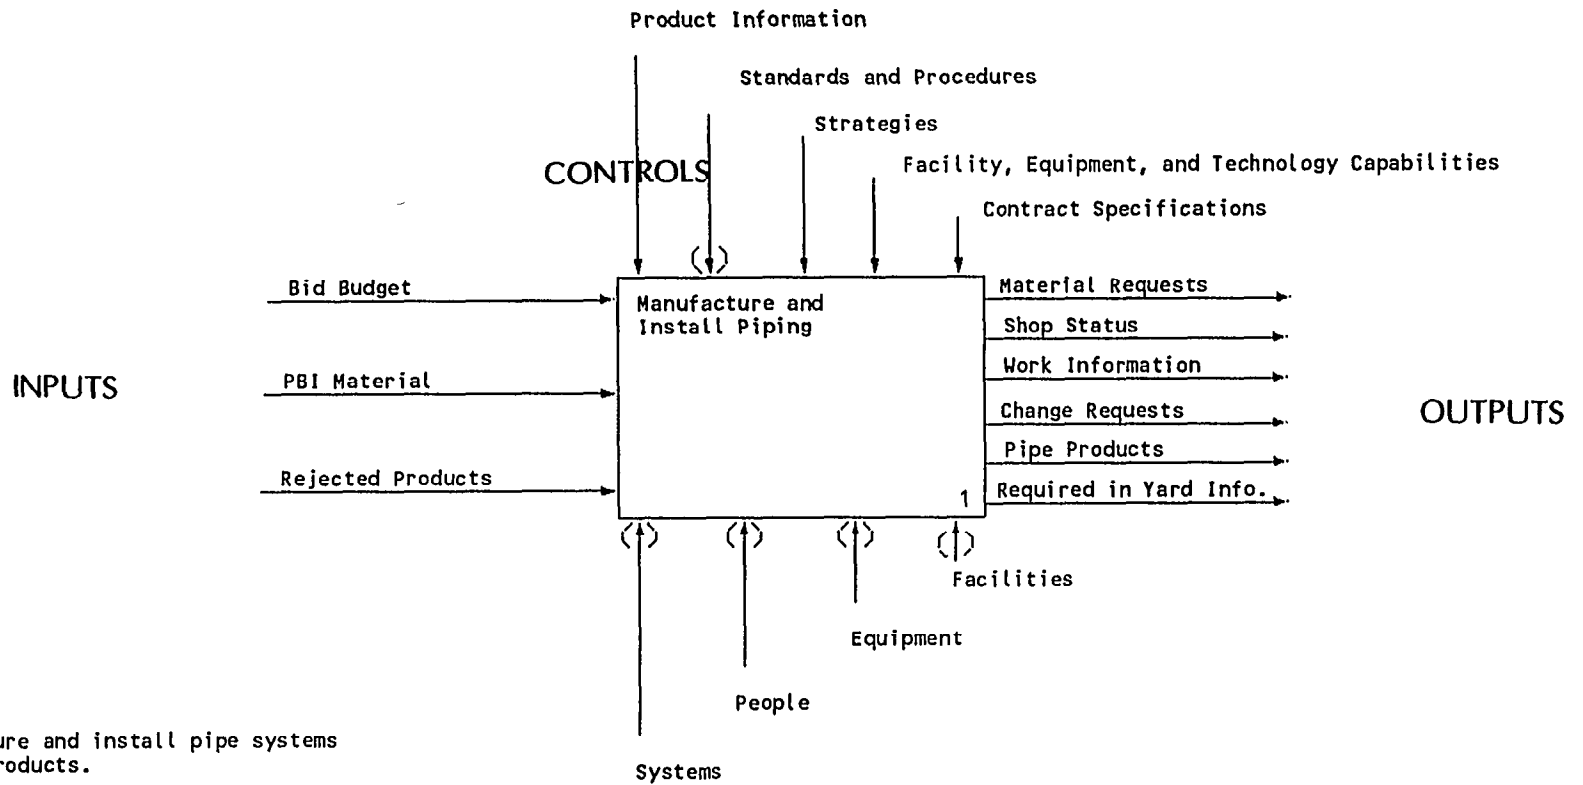 Product Information
Standards and Procedures
Strategies
CONTROLS
Facility, Equipment, and Technology Capabilities
Contract Specifications
Bid Budget
Manufacture and
Install Piping
Material Requests
Shop Status
Work Information
INPUTS
PBI Material
Change Requests
OUTPUTS
Pipe Products
Rejected Products
Required in Yard Info.
1
Facilities
Equipment
People
Systems
ure and install pipe systems
roducts.